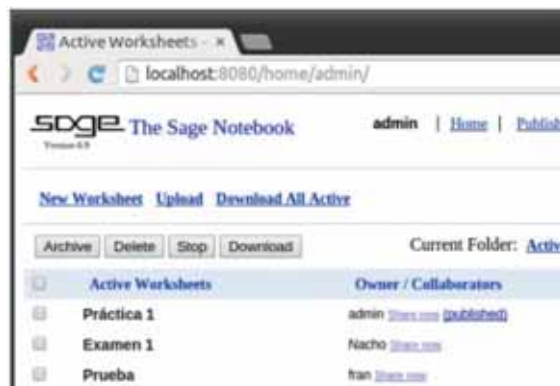 Active Worksheets -
localhost:8080/home/admin/
sage The Sage Notebook admin | Home | Publish
New Worksheet Upload Download All Active
Archive Delete Stop Download Current Folder: Activ
Active Worksheets Owner / Collaborators
Práctica 1 admin Share now (published)
Examen 1 Nacho Share now
Prueba fran Share now